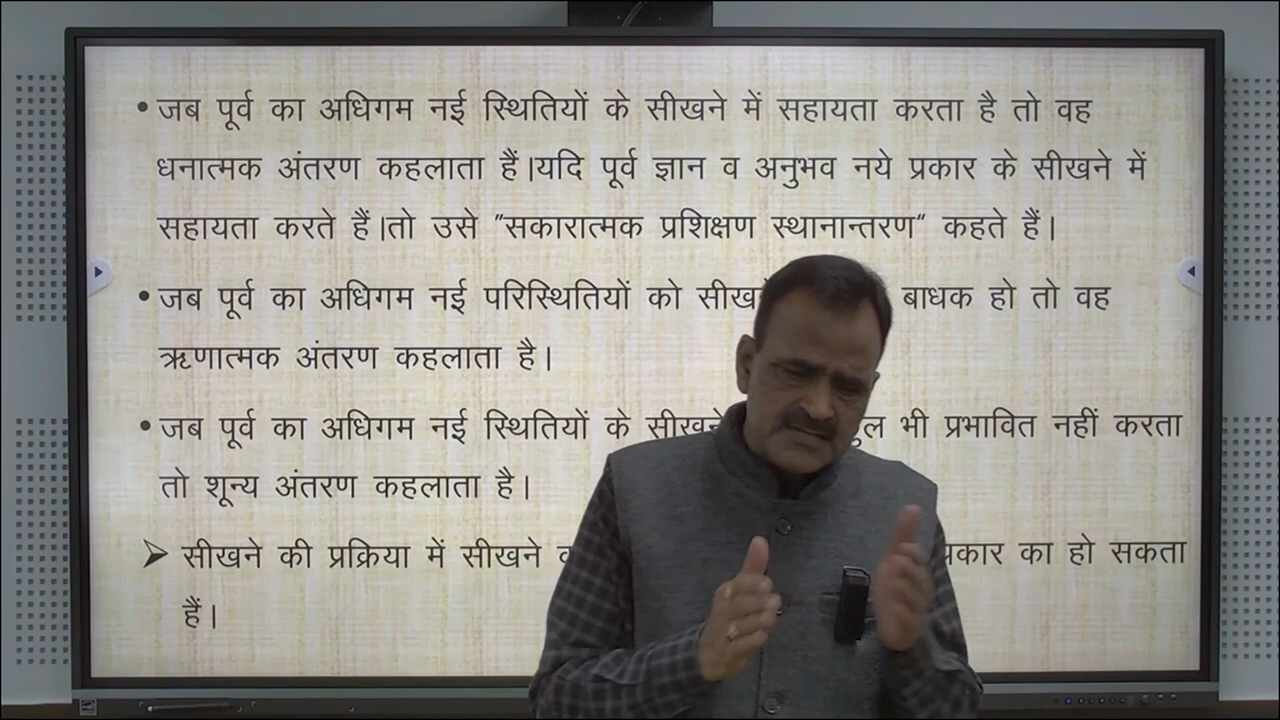 जब पूर्व का अधिगम नई स्थितियों के सीखने में सहायता करता है तो वह
धनात्मक अंतरण कहलाता हैं।यदि पूर्व ज्ञान व अनुभव नये प्रकार के सीखने में
सहायता करते हैं।तो उसे "सकारात्मक प्रशिक्षण स्थानान्तरण" कहते हैं।
जब पूर्व का अधिगम नई परिस्थितियों को बाधक हो तो वह
ऋणात्मक अंतरण कहलाता है।
जब पूर्व का अधिगम नई स्थितियों के भी प्रभावित नहीं करता
तो शून्य अंतरण कहलाता है।
सीखने की प्रक्रिया में सीखने का हो सकता
हैं।